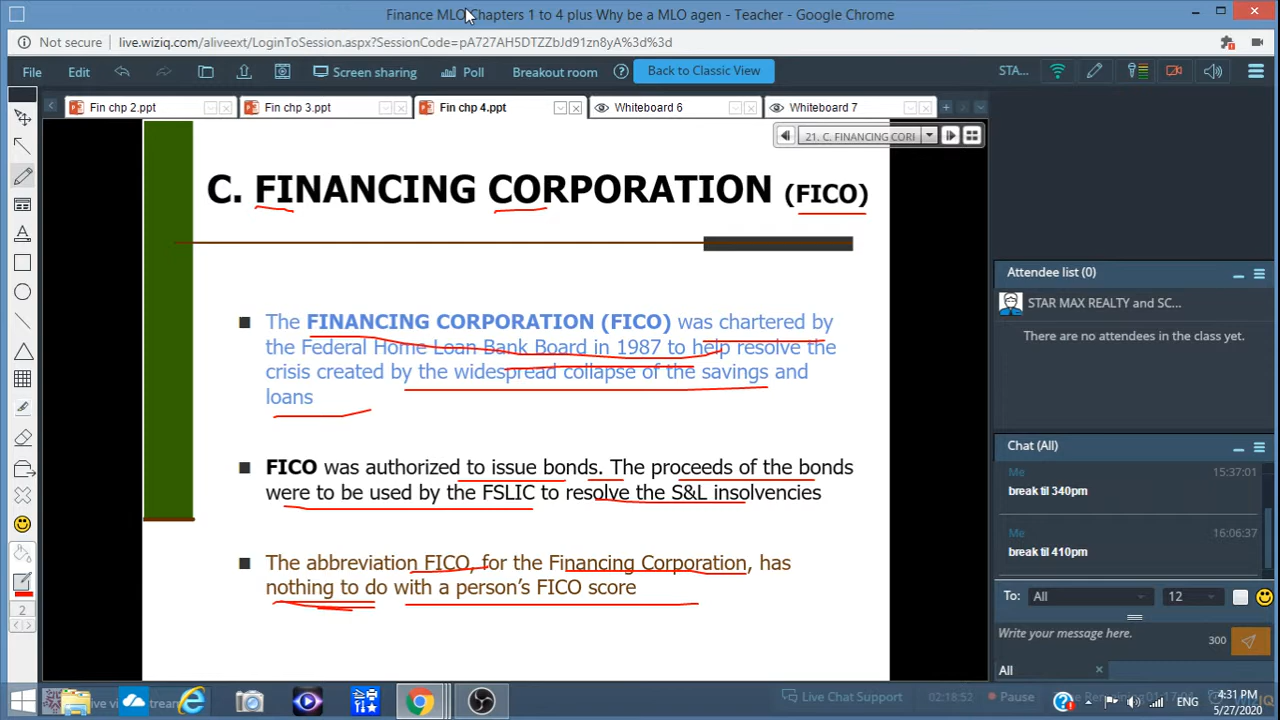 Finance MLO Chapters 1 to 4 plus Why be a MLO agen - Teacher - Google Chrome
Not secure live.wiziq.com/aliveext/LoginToSession.aspx?SessionCode=pA727AH5DTZZbJd91zn8yA%3d%3d
File Edit Screen sharing Poll Breakout room Back to Classic View STA...
Fin chp 2.ppt Fin chp 3.ppt Fin chp 4.ppt Whiteboard 6 Whiteboard 7
21. C. FINANCING CORI
C. FINANCING CORPORATION (FICO)
The FINANCING CORPORATION (FICO) was chartered by
the Federal Home Loan Bank Board in 1987 to help resolve the
crisis created by the widespread collapse of the savings and
loans
FICO was authorized to issue bonds. The proceeds of the bonds
were to be used by the FSLIC to resolve the S&L insolvencies
The abbreviation FICO, for the Financing Corporation, has
nothing to do with a person's FICO score
2
Attendee list (0)
STAR MAX REALTY and SC...
There are no attendees in the class yet.
Chat (All)
Me 15:37:01
break til 340pm
Me 16:06:37
break til 410pm
To: All 12
Write your message here. 300
All
Live Chat Support 02:18:52 Pause
ENG 4:31 PM
5/27/2020